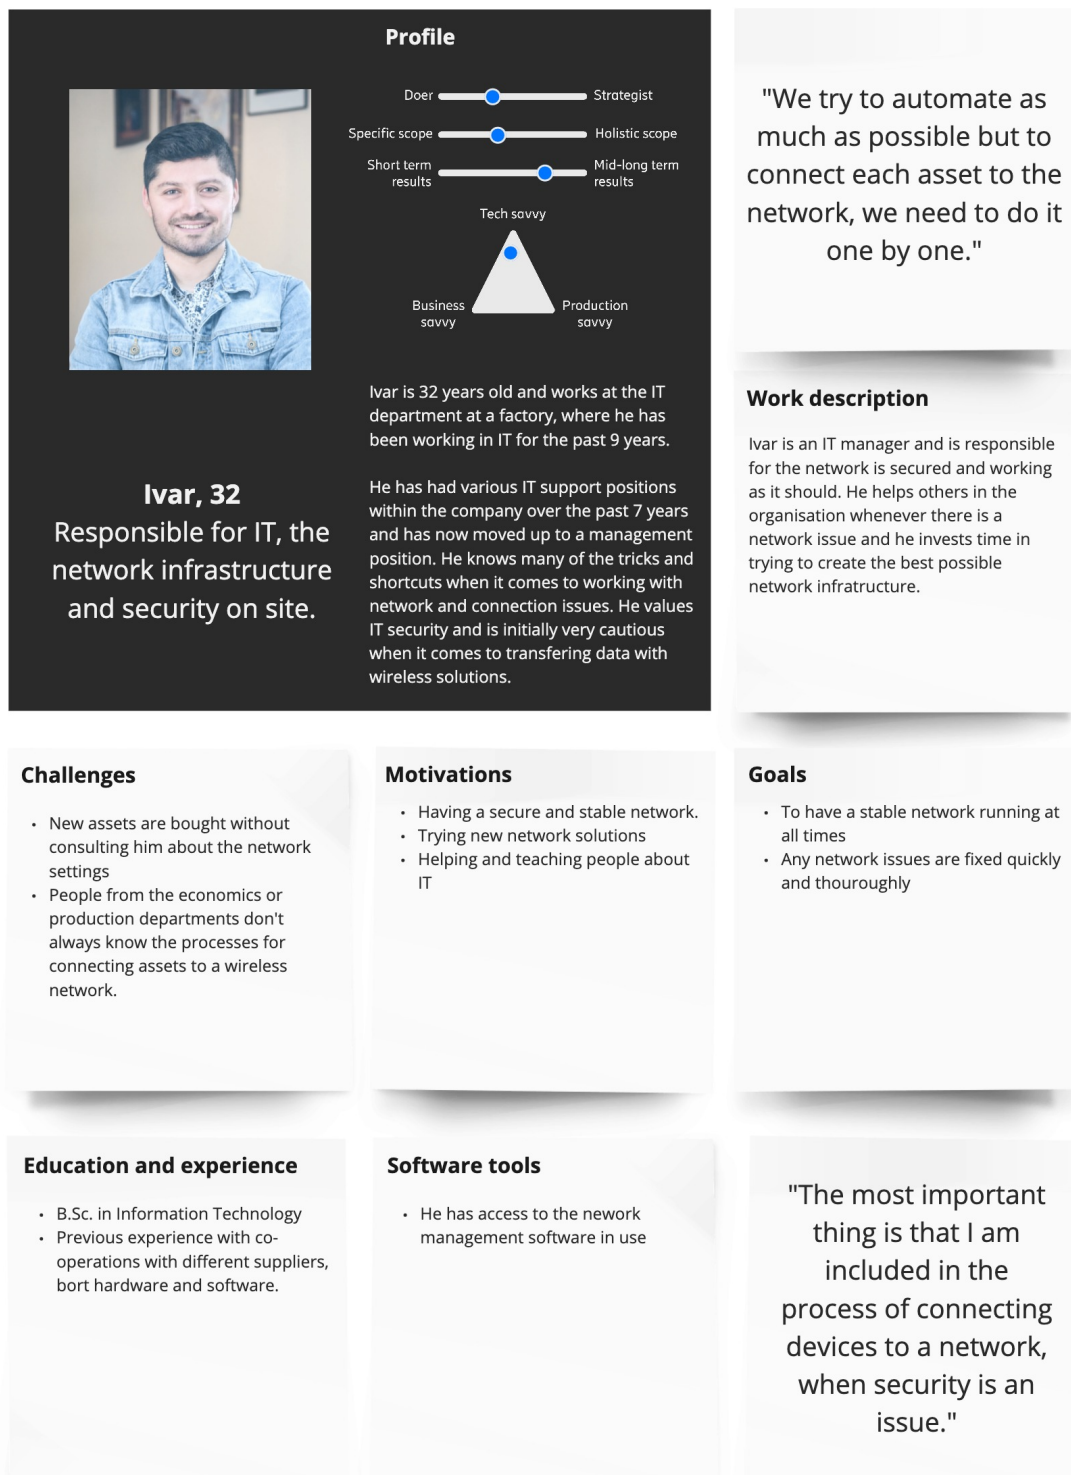 Profile
Doer
Strategist
Specific scope
Holistic scope
Short term
results
Mid-long term
results
Tech savvy
Business
savvy
Production
savvy
Ivar, 32
Responsible for IT, the
network infrastructure
and security on site.
Ivar is 32 years old and works at the IT
department at a factory, where he has
been working in IT for the past 9 years.
He has had various IT support positions
within the company over the past 7 years
and has now moved up to a management
position. He knows many of the tricks and
shortcuts when it comes to working with
network and connection issues. He values
IT security and is initially very cautious
when it comes to transfering data with
wireless solutions.
"We try to automate as
much as possible but to
connect each asset to the
network, we need to do it
one by one."
Work description
Ivar is an IT manager and is responsible
for the network is secured and working
as it should. He helps others in the
organisation whenever there is a
network issue and he invests time in
trying to create the best possible
network infratructure.
Challenges
• New assets are bought without
consulting him about the network
settings
• People from the economics or
production departments don't
always know the processes for
connecting assets to a wireless
network.
Motivations
• Having a secure and stable network.
• Trying new network solutions
• Helping and teaching people about
IT
Goals
• To have a stable network running at
all times
• Any network issues are fixed quickly
and thouroughly
Education and experience
• B.Sc. in Information Technology
• Previous experience with co-
operations with different suppliers,
bort hardware and software.
Software tools
• He has access to the nework
management software in use
"The most important
thing is that I am
included in the
process of connecting
devices to a network,
when security is an
issue."